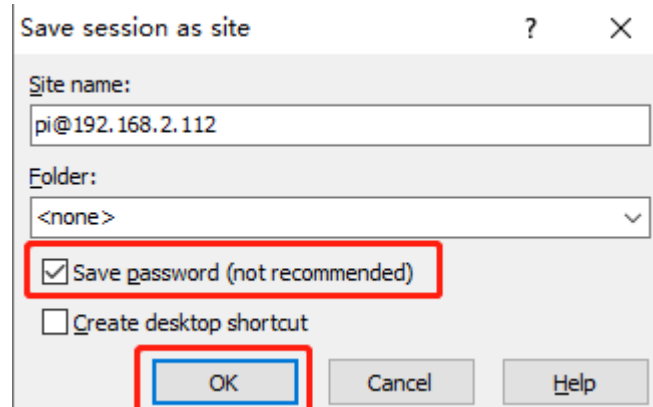 Save session as site
?
Site name:
pi@192.168.2.112
Folder:
<none>
Save password (not recommended)
Create desktop shortcut
OK Cancel Help